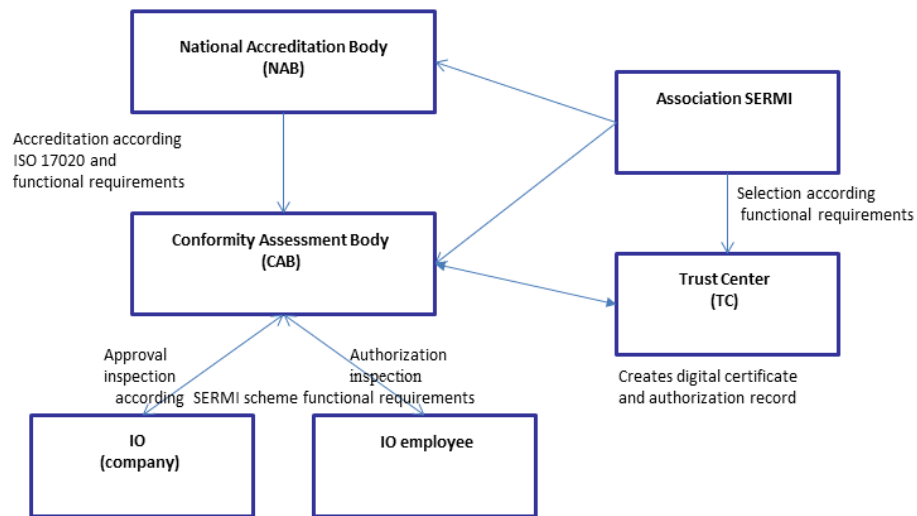 National Accreditation Body
(NAB)
Association SERMI
Accreditation according
ISO 17020 and
functional requirements
Selection according
functional requirements
Conformity Assessment Body
(CAB)
Trust Center
(TC)
Approval
inspection
according SERMI scheme functional requirements
Authorization
inspection
Creates digital certificate
and authorization record
IO
(company)
IO employee